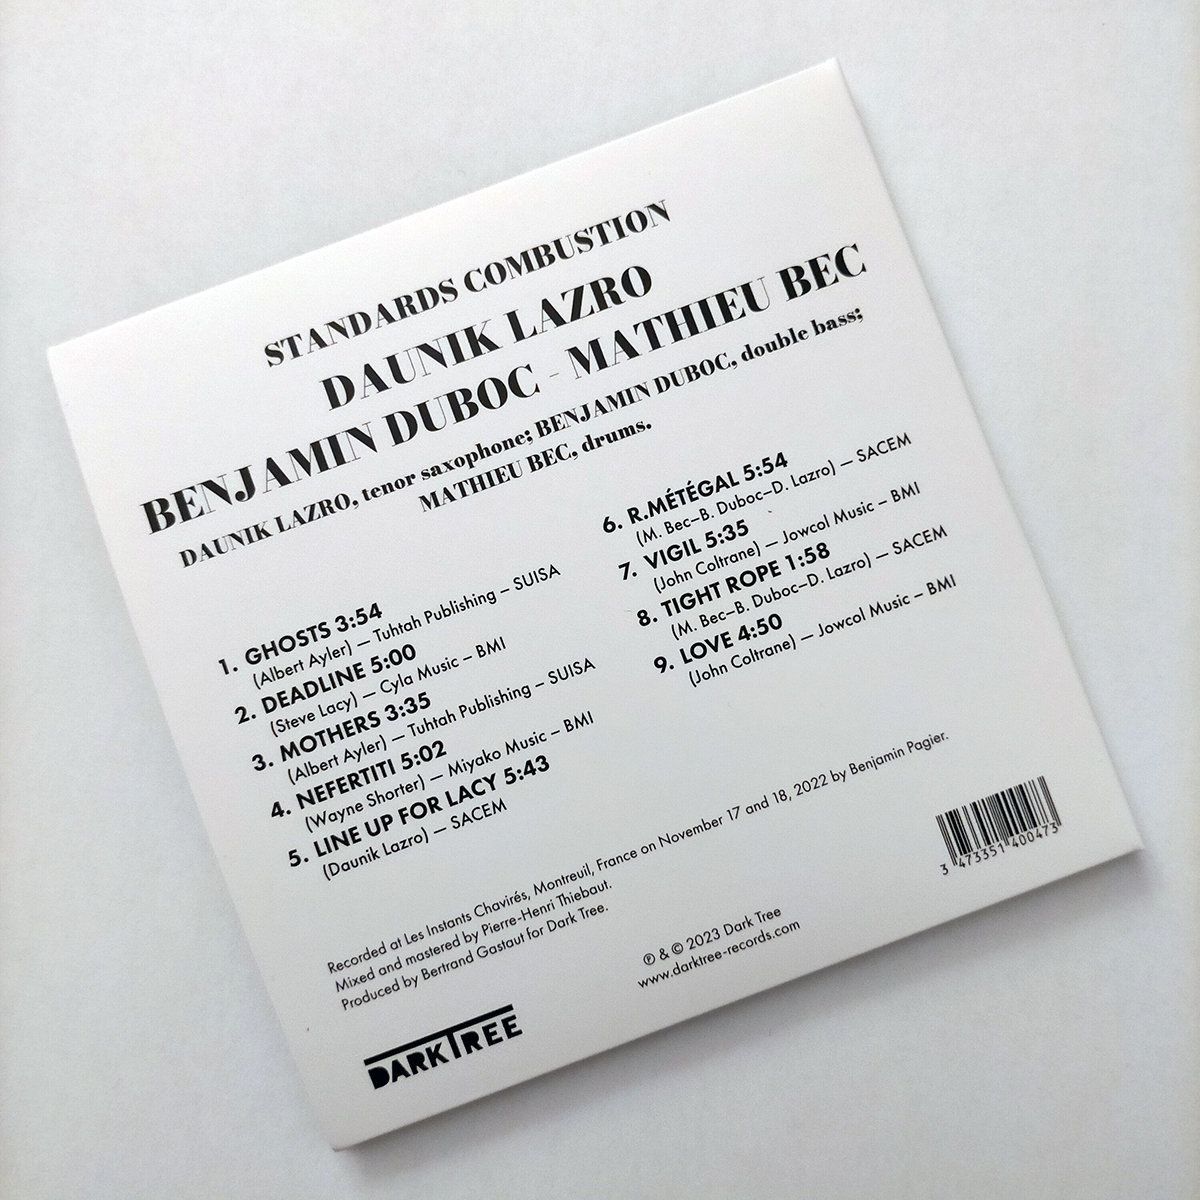 STANDARDS COMBUSTION
DAUNIK LAZRO
BENJAMIN DUBOC - MATHIEU BEC
DAUNIK LAZRO, tenor saxophone; BENJAMIN DUBOC, double bass;
MATHIEU BEC, drums.
1. GHOSTS 3:54
(Albert Ayler) – Tuhtah Publishing – SUISA
2. DEADLINE 5:00
(Steve Lacy) – Cyla Music – BMI
3. MOTHERS 3:35
(Albert Ayler) – Tuhtah Publishing – SUISA
4. NEFERTITI 5:02
(Wayne Shorter) – Miyako Music – BMI
5. LINE UP FOR LACY 5:43
(Daunik Lazro) – SACEM
6. R.MÉTÉGAL 5:54
(M. Bec–B. Duboc–D. Lazro) – SACEM
7. VIGIL 5:35
(John Coltrane) – Jowcol Music – BMI
8. TIGHT ROPE 1:58
(M. Bec–B. Duboc–D. Lazro) – SACEM
9. LOVE 4:50
(John Coltrane) – Jowcol Music – BMI
Recorded at Les Instants Chavirés, Montreuil, France on November 17 and 18, 2022 by Benjamin Pagier.
Mixed and mastered by Pierre-Henri Thiebaut.
Produced by Bertrand Gastaut for Dark Tree.
℗ & © 2023 Dark Tree
www.darktree-records.com
3 473351 400473
DARKTREE